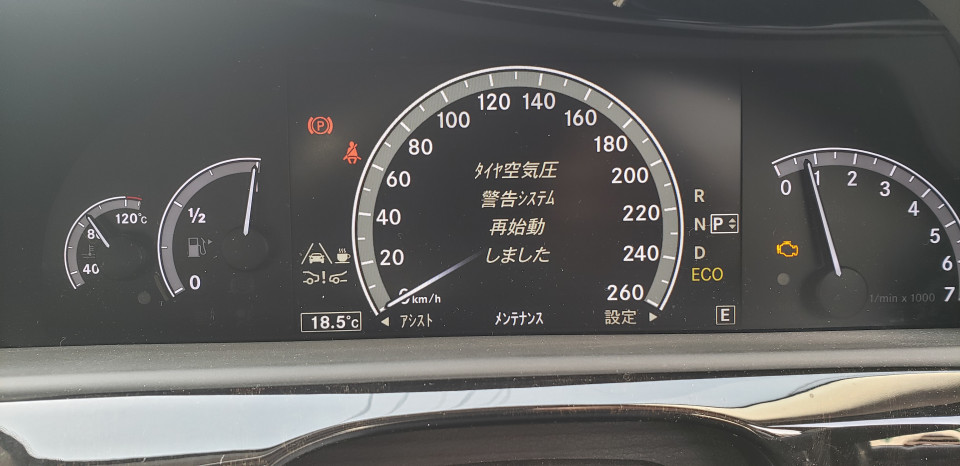 120°C
80
40
1/2
0
P
18.5°C
0
20
40
60
80
100
120
140
160
180
200
220
240
260
km/h
ﾀｲﾔ空気圧
警告ｼｽﾃﾑ
再始動
しました
◄ ｱｼｽﾄ
ﾒﾝﾃﾅﾝｽ
設定 ►
R
N P
D
ECO
E
0
1
2
3
4
5
6
7
1/min x 1000